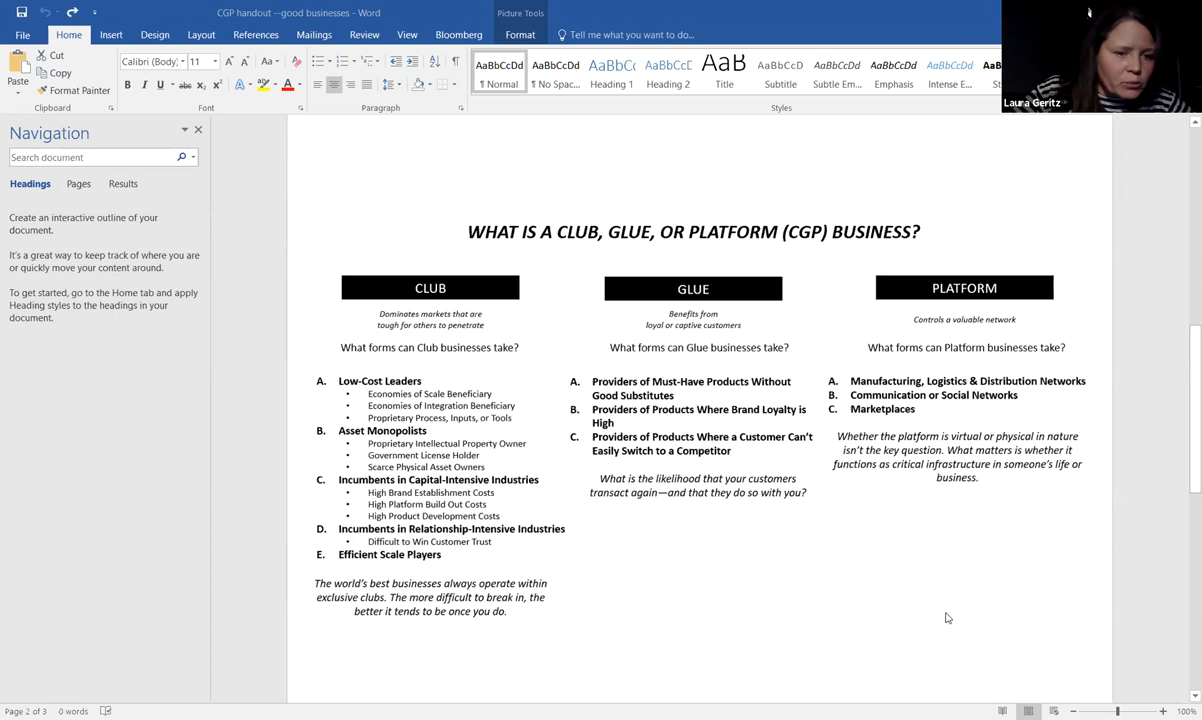 CGP handout --good businesses - Word
Picture Tools
File
Home
Insert
Design
Layout
References
Mailings
Review
View
Bloomberg
Format
Tell me what you want to do...
Paste
Cut
Copy
Format Painter
Clipboard
Calibri (Body)
11
Font
Paragraph
AaBbCcDd
AaBbCcDd
AaBbCc
AaBbCcC
AaB
AaBbCcD
AaBbCcDd
AaBbCcDd
AaBbCcDd
¶ Normal
¶ No Spac...
Heading 1
Heading 2
Title
Subtitle
Subtle Em...
Emphasis
Intense E...
Styles
Laura Geritz
Navigation
Search document
Headings
Pages
Results
Create an interactive outline of your
document.
It's a great way to keep track of where you are
or quickly move your content around.
To get started, go to the Home tab and apply
Heading styles to the headings in your
document.
WHAT IS A CLUB, GLUE, OR PLATFORM (CGP) BUSINESS?
CLUB
Dominates markets that are
tough for others to penetrate
What forms can Club businesses take?
A. Low-Cost Leaders
• Economies of Scale Beneficiary
• Economies of Integration Beneficiary
• Proprietary Process, Inputs, or Tools
B. Asset Monopolists
• Proprietary Intellectual Property Owner
• Government License Holder
• Scarce Physical Asset Owners
C. Incumbents in Capital-Intensive Industries
• High Brand Establishment Costs
• High Platform Build Out Costs
• High Product Development Costs
D. Incumbents in Relationship-Intensive Industries
• Difficult to Win Customer Trust
E. Efficient Scale Players
The world's best businesses always operate within
exclusive clubs. The more difficult to break in, the
better it tends to be once you do.
GLUE
Benefits from
loyal or captive customers
What forms can Glue businesses take?
A. Providers of Must-Have Products Without
Good Substitutes
B. Providers of Products Where Brand Loyalty is
High
C. Providers of Products Where a Customer Can't
Easily Switch to a Competitor
What is the likelihood that your customers
transact again—and that they do so with you?
PLATFORM
Controls a valuable network
What forms can Platform businesses take?
A. Manufacturing, Logistics & Distribution Networks
B. Communication or Social Networks
C. Marketplaces
Whether the platform is virtual or physical in nature
isn't the key question. What matters is whether it
functions as critical infrastructure in someone's life or
business.
Page 2 of 3
0 words
100%